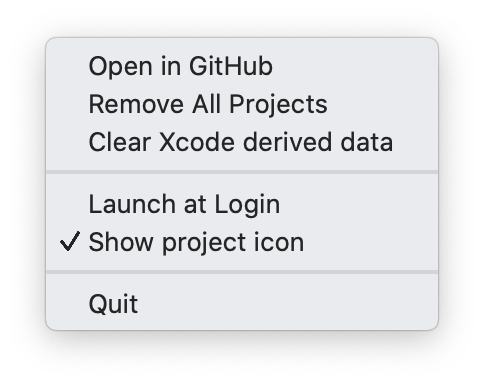 Open in GitHub
Remove All Projects
Clear Xcode derived data
Launch at Login
✓ Show project icon
Quit